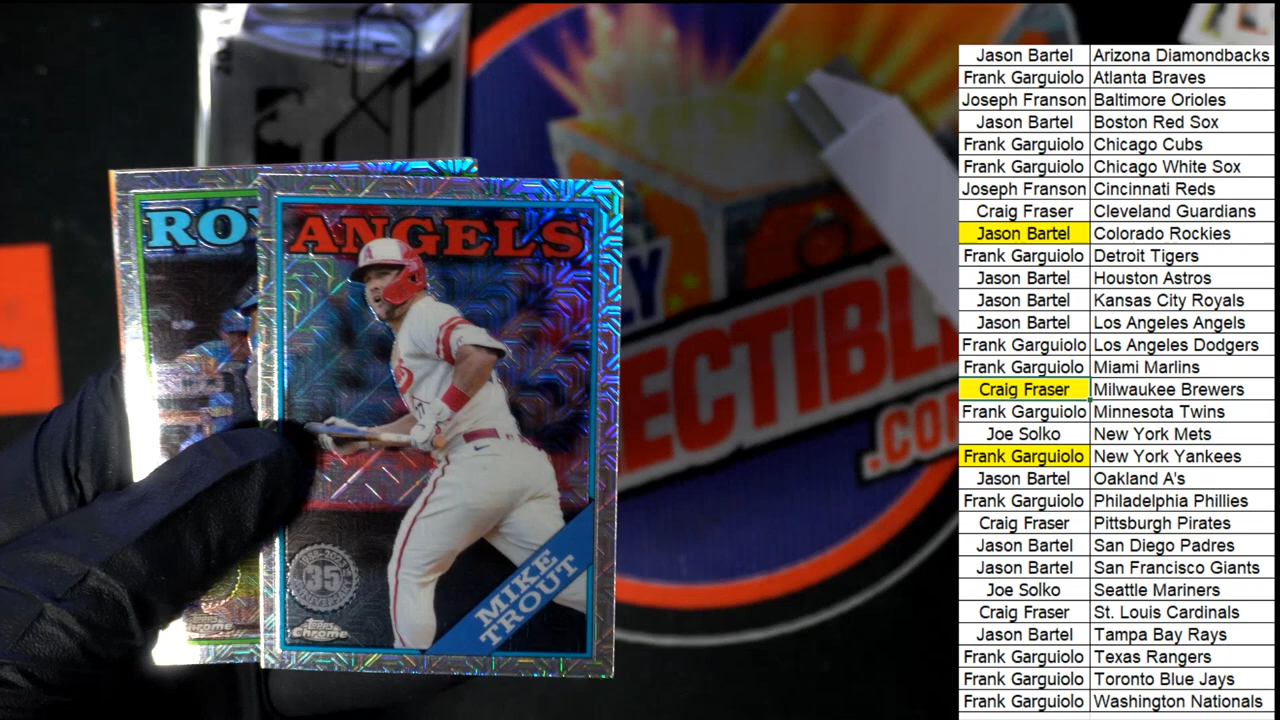 RO
ANGELS
1988-2023
35
ANNIVERSARY
Topps
Chrome
MIKE
TROUT
hrome
LY
ECTIBL
.CO
Jason Bartel Arizona Diamondbacks
Frank Garguiolo Atlanta Braves
Joseph Franson Baltimore Orioles
Jason Bartel Boston Red Sox
Frank Garguiolo Chicago Cubs
Frank Garguiolo Chicago White Sox
Joseph Franson Cincinnati Reds
Craig Fraser Cleveland Guardians
Jason Bartel Colorado Rockies
Frank Garguiolo Detroit Tigers
Jason Bartel Houston Astros
Jason Bartel Kansas City Royals
Jason Bartel Los Angeles Angels
Frank Garguiolo Los Angeles Dodgers
Frank Garguiolo Miami Marlins
Craig Fraser Milwaukee Brewers
Frank Garguiolo Minnesota Twins
Joe Solko New York Mets
Frank Garguiolo New York Yankees
Jason Bartel Oakland A's
Frank Garguiolo Philadelphia Phillies
Craig Fraser Pittsburgh Pirates
Jason Bartel San Diego Padres
Jason Bartel San Francisco Giants
Joe Solko Seattle Mariners
Craig Fraser St. Louis Cardinals
Jason Bartel Tampa Bay Rays
Frank Garguiolo Texas Rangers
Frank Garguiolo Toronto Blue Jays
Frank Garguiolo Washington Nationals